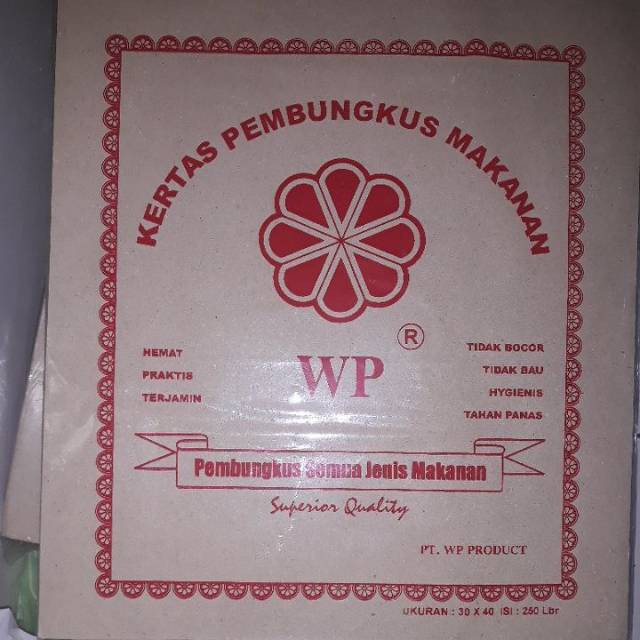 KERTAS PEMBUNGKUS MAKANAN
®
WP
HEMAT
PRAKTIS
TERJAMIN
TIDAK BOCOR
TIDAK BAU
HYGIENIS
TAHAN PANAS
Pembungkus Semua Jenis Makanan
Superior Quality
PT. WP PRODUCT
UKURAN : 30 X 40 ISI : 250 Lbr